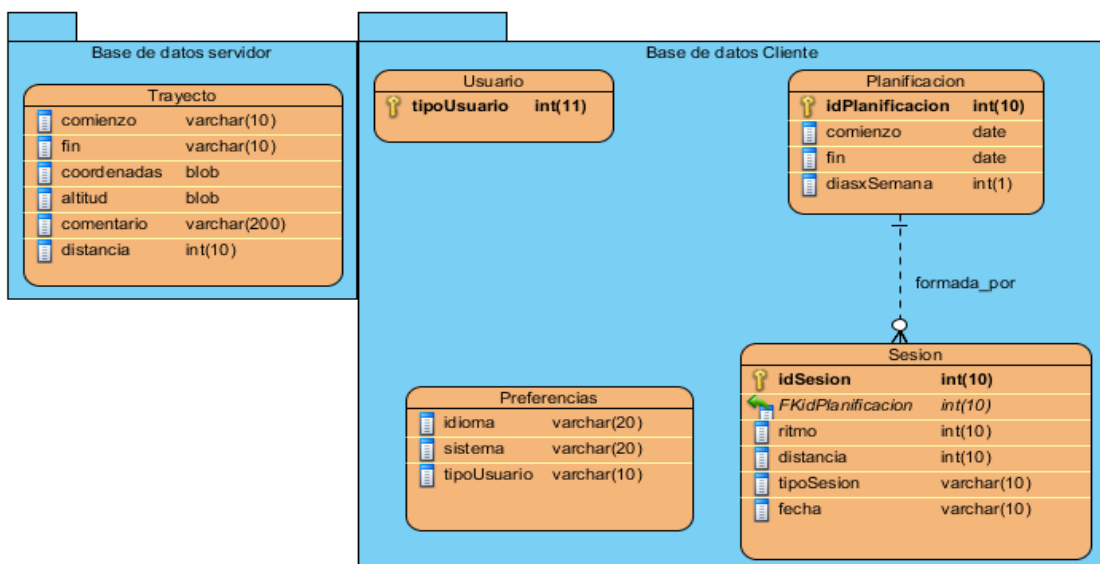 Base de datos servidor
Trayecto
comienzo varchar(10)
fin varchar(10)
coordenadas blob
altitud blob
comentario varchar(200)
distancia int(10)
Base de datos Cliente
Usuario
tipoUsuario int(11)
Planificacion
idPlanificacion int(10)
comienzo date
fin date
diasxSemana int(1)
formada_por
Preferencias
idioma varchar(20)
sistema varchar(20)
tipoUsuario varchar(10)
Sesion
idSesion int(10)
FKidPlanificacion int(10)
ritmo int(10)
distancia int(10)
tipoSesion varchar(10)
fecha varchar(10)